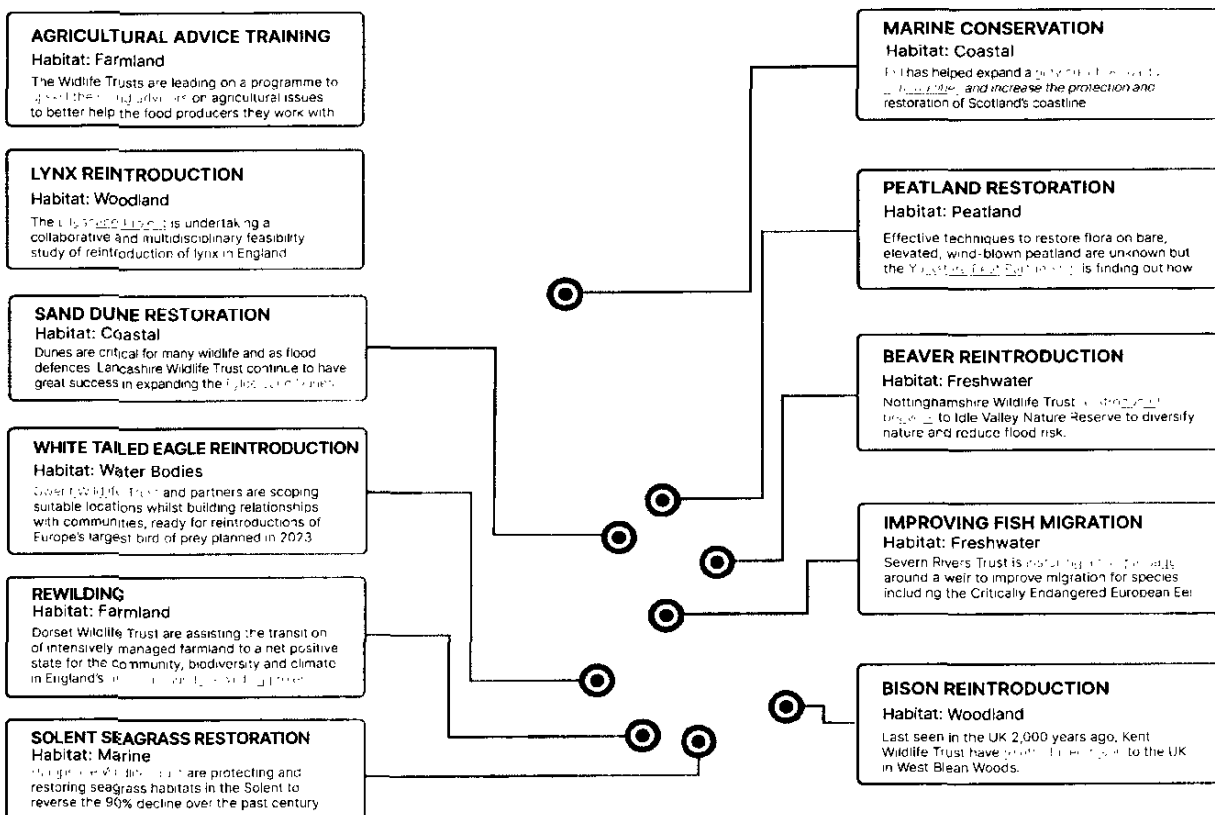 AGRICULTURAL ADVICE TRAINING
Habitat: Farmland
The Widlife Trusts are leading on a programme to
on agricultural issues
to better help the food producers they work with
LYNX REINTRODUCTION
Habitat: Woodland
The is undertaking a
collaborative and multidisciplinary feasibility
study of reintroduction of lynx in England
SAND DUNE RESTORATION
Habitat: Coastal
Dunes are critical for many wildlife and as flood
defences. Lancashire Wildlife Trust continue to have
great success in expanding the
WHITE TAILED EAGLE REINTRODUCTION
Habitat: Water Bodies
and partners are scoping
suitable locations whilst building relationships
with communities, ready for reintroductions of
Europe's largest bird of prey planned in 2023
REWILDING
Habitat: Farmland
Dorset Wildlife Trust are assisting the transition
of intensively managed farmland to a net positive
state for the community, biodiversity and climate
in England's
SOLENT SEAGRASS RESTORATION
Habitat: Marine
are protecting and
restoring seagrass habitats in the Solent to
reverse the 90% decline over the past century
MARINE CONSERVATION
Habitat: Coastal
has helped expand a
and increase the protection and
restoration of Scotland's coastline
PEATLAND RESTORATION
Habitat: Peatland
Effective techniques to restore flora on bare,
elevated, wind-blown peatland are unknown but
the is finding out how
BEAVER REINTRODUCTION
Habitat: Freshwater
Nottinghamshire Wildlife Trust
to Idle Valley Nature Reserve to diversify
nature and reduce flood risk.
IMPROVING FISH MIGRATION
Habitat: Freshwater
Severn Rivers Trust is
around a weir to improve migration for species
including the Critically Endangered European Eel
BISON REINTRODUCTION
Habitat: Woodland
Last seen in the UK 2,000 years ago, Kent
Wildlife Trust have to the UK
in West Blean Woods.